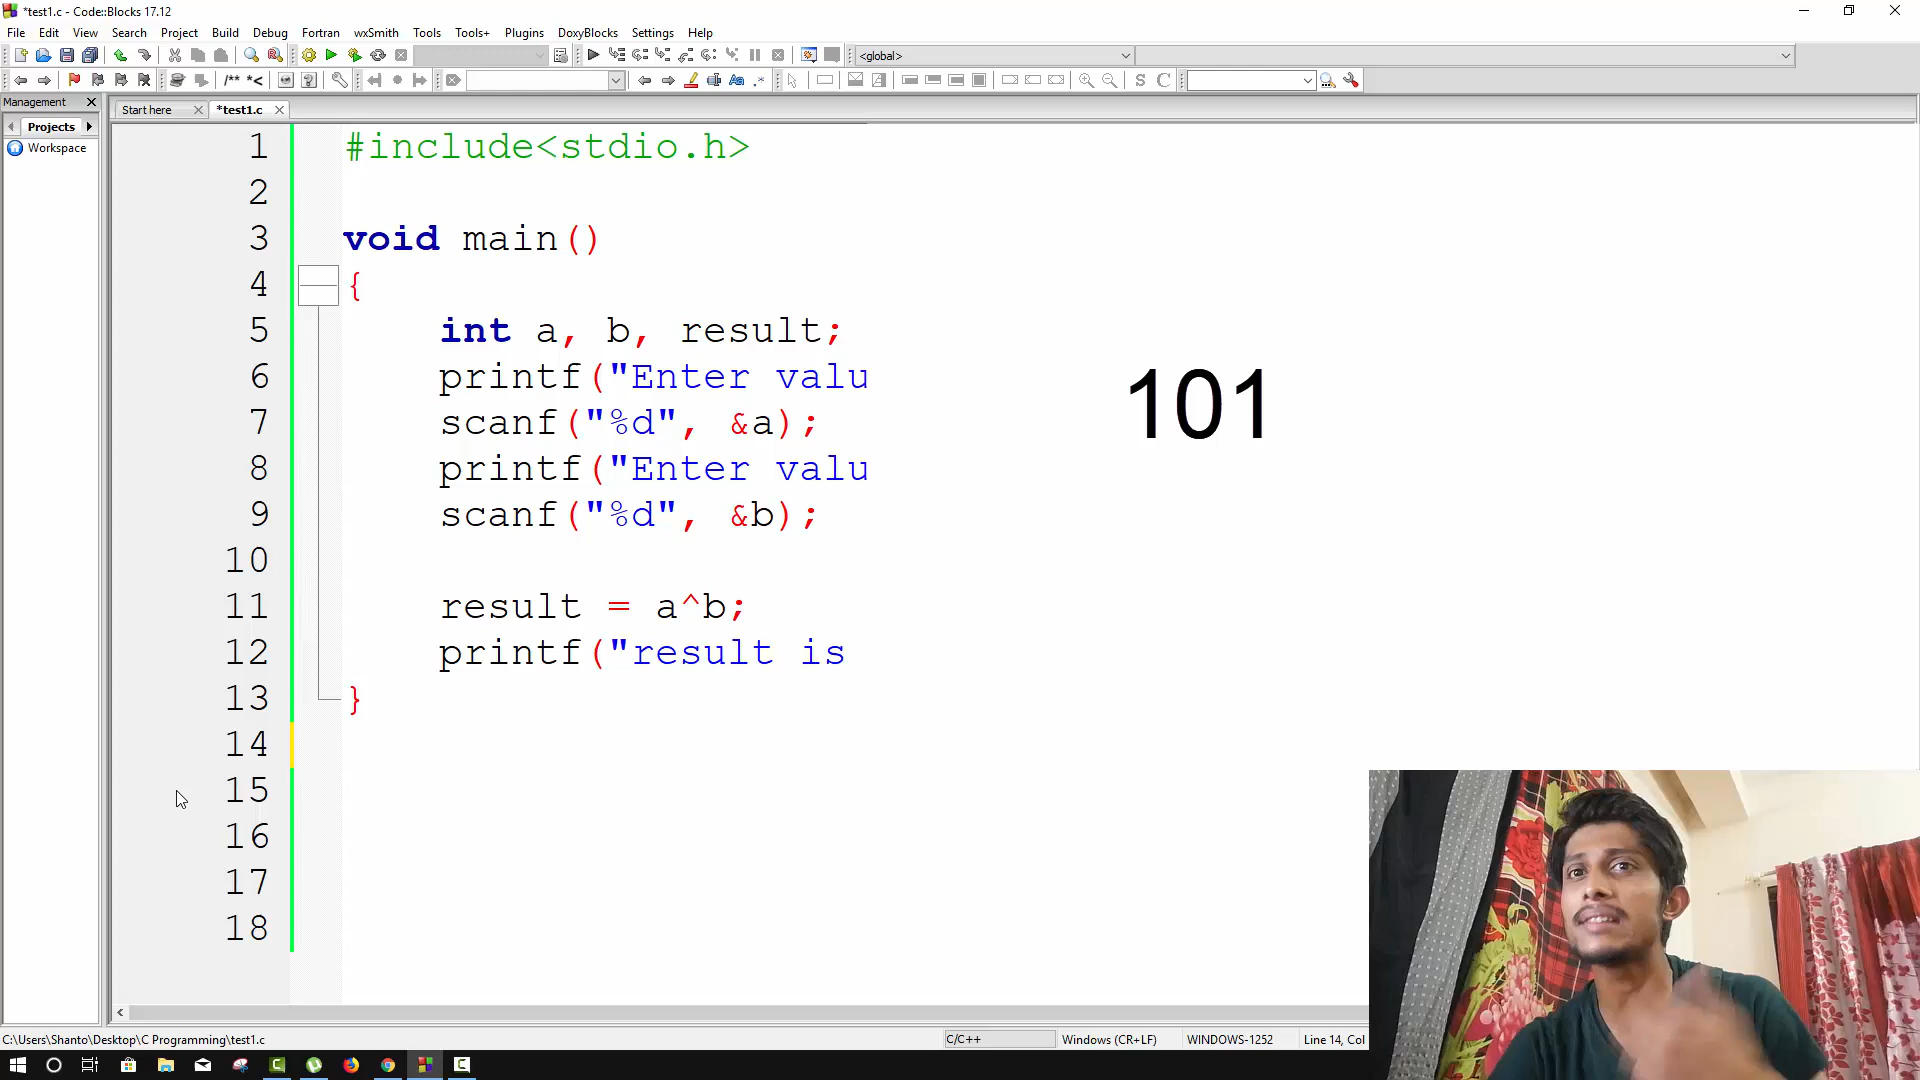 *test1.c - Code::Blocks 17.12
File Edit View Search Project Build Debug Fortran wxSmith Tools Tools+ Plugins DoxyBlocks Settings Help
<global>
/** *<
Aa .*
S C
Management
Start here *test1.c
Projects
Workspace
1 #include<stdio.h>
2
3 void main()
4 {
5 int a, b, result;
6 printf("Enter valu
7 scanf("%d", &a);
8 printf("Enter valu
9 scanf("%d", &b);
10
11 result = a^b;
12 printf("result is
13 }
14
15
16
17
18
101
C:\Users\Shanto\Desktop\C Programming\test1.c C/C++ Windows (CR+LF) WINDOWS-1252 Line 14, Col